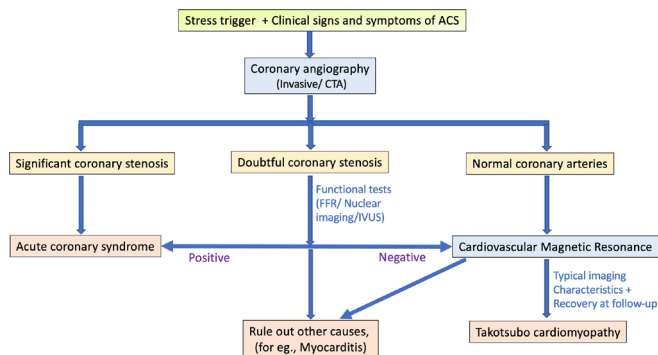 Stress trigger + Clinical signs and symptoms of ACS
Coronary angiography
(Invasive/ CTA)
Significant coronary stenosis
Doubtful coronary stenosis
Normal coronary arteries
Functional tests
(FFR/ Nuclear
imaging/IVUS)
Acute coronary syndrome
Positive
Negative
Cardiovascular Magnetic Resonance
Typical imaging
Characteristics +
Recovery at follow-up
Rule out other causes,
(for eg., Myocarditis)
Takotsubo cardiomyopathy